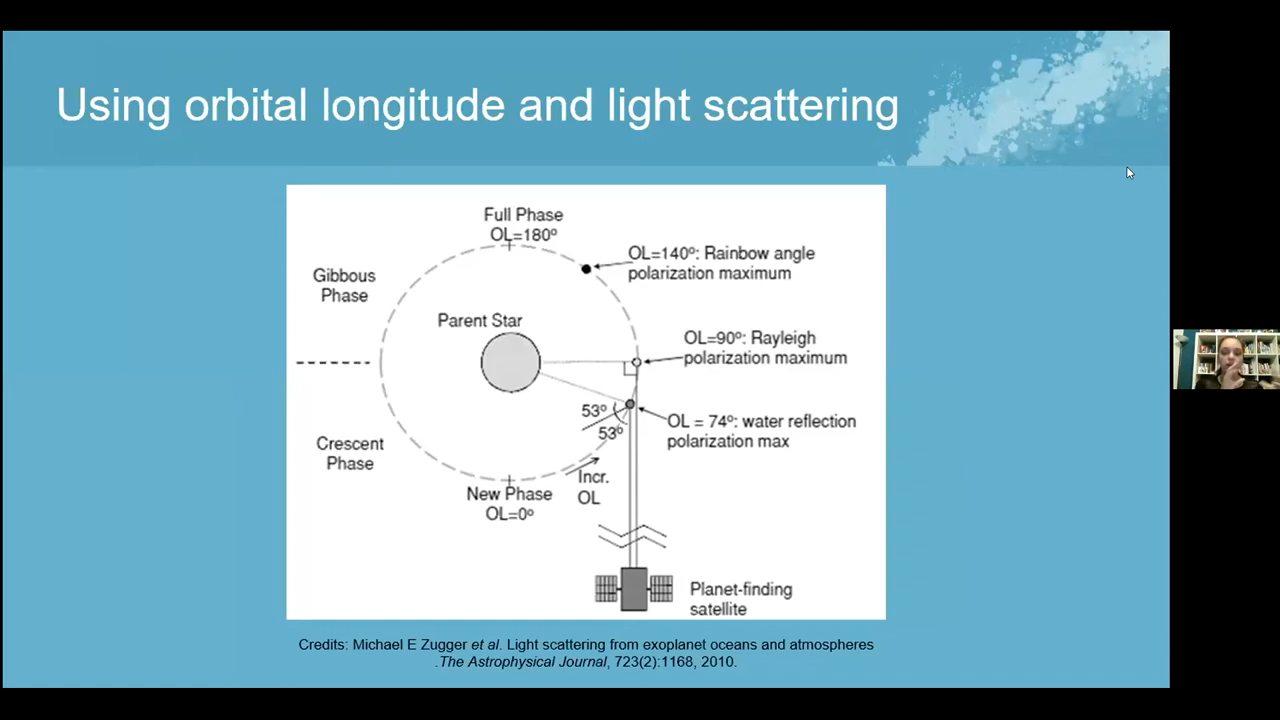 Using orbital longitude and light scattering
Full Phase
OL=180º
OL=140º: Rainbow angle
polarization maximum
Gibbous
Phase
Parent Star
OL=90º: Rayleigh
polarization maximum
53º
53º
OL = 74º: water reflection
polarization max
Crescent
Phase
Incr.
OL
New Phase
OL=0º
Planet-finding
satellite
Credits: Michael E Zugger et al. Light scattering from exoplanet oceans and atmospheres
.The Astrophysical Journal, 723(2):1168, 2010.